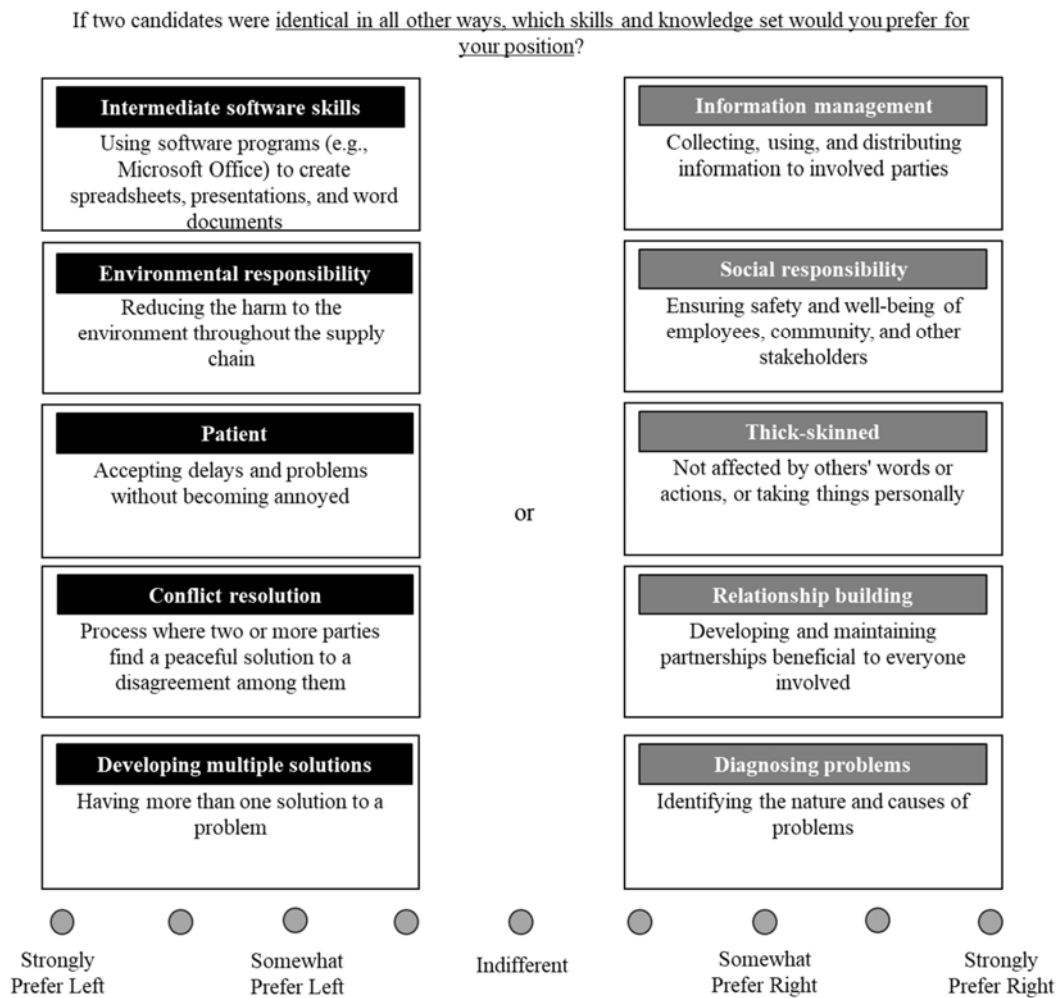 If two candidates were identical in all other ways, which skills and knowledge set would you prefer for
your position?
Intermediate software skills
Using software programs (e.g.,
Microsoft Office) to create
spreadsheets, presentations, and word
documents
Information management
Collecting, using, and distributing
information to involved parties
Environmental responsibility
Reducing the harm to the
environment throughout the supply
chain
Social responsibility
Ensuring safety and well-being of
employees, community, and other
stakeholders
Patient
Accepting delays and problems
without becoming annoyed
or
Thick-skinned
Not affected by others' words or
actions, or taking things personally
Conflict resolution
Process where two or more parties
find a peaceful solution to a
disagreement among them
Relationship building
Developing and maintaining
partnerships beneficial to everyone
involved
Developing multiple solutions
Having more than one solution to a
problem
Diagnosing problems
Identifying the nature and causes of
problems
Strongly
Prefer Left
Somewhat
Prefer Left
Indifferent
Somewhat
Prefer Right
Strongly
Prefer Right